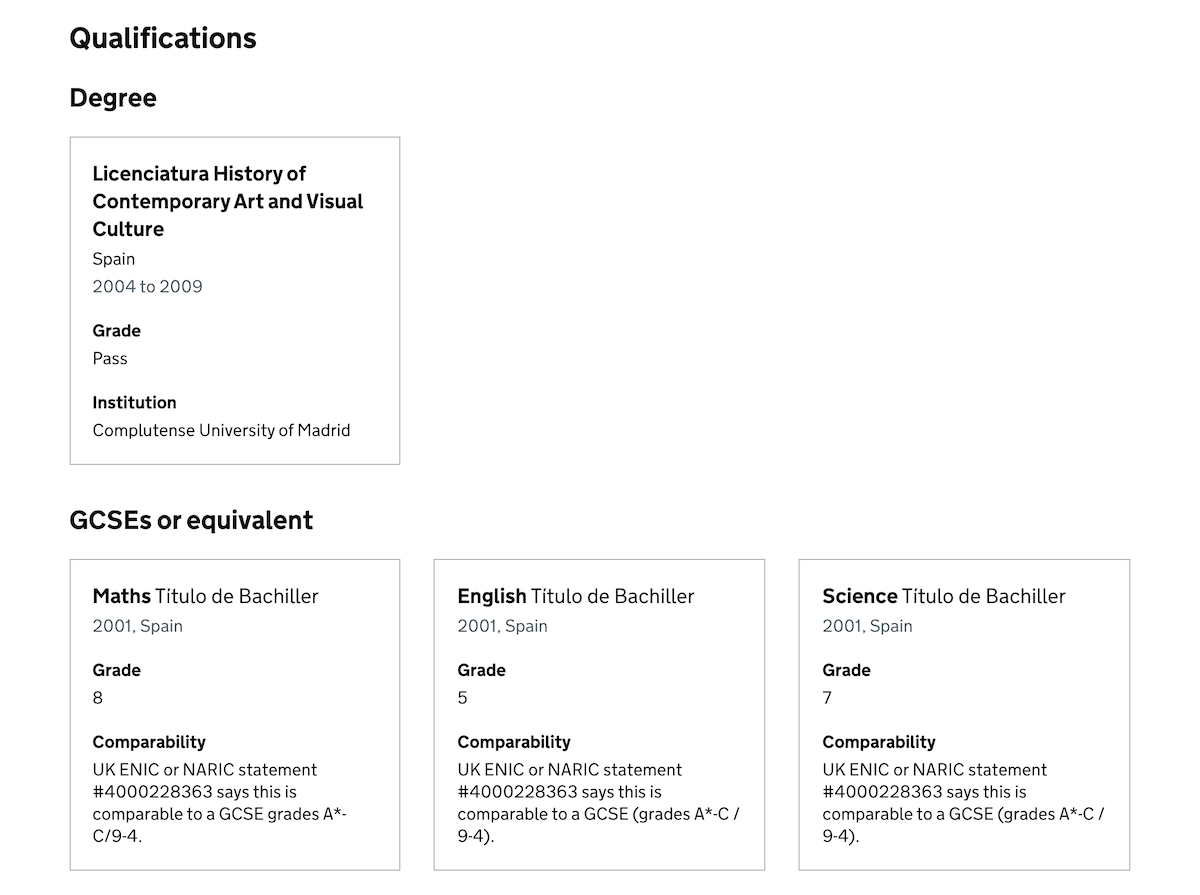 Qualifications
Degree
Licenciatura History of
Contemporary Art and Visual
Culture
Spain
2004 to 2009
Grade
Pass
Institution
Complutense University of Madrid
GCSEs or equivalent
Maths Título de Bachiller
2001, Spain
Grade
8
Comparability
UK ENIC or NARIC statement
#4000228363 says this is
comparable to a GCSE grades A*-
C/9-4.
English Título de Bachiller
2001, Spain
Grade
5
Comparability
UK ENIC or NARIC statement
#4000228363 says this is
comparable to a GCSE (grades A*-C /
9-4).
Science Título de Bachiller
2001, Spain
Grade
7
Comparability
UK ENIC or NARIC statement
#4000228363 says this is
comparable to a GCSE (grades A*-C /
9-4).